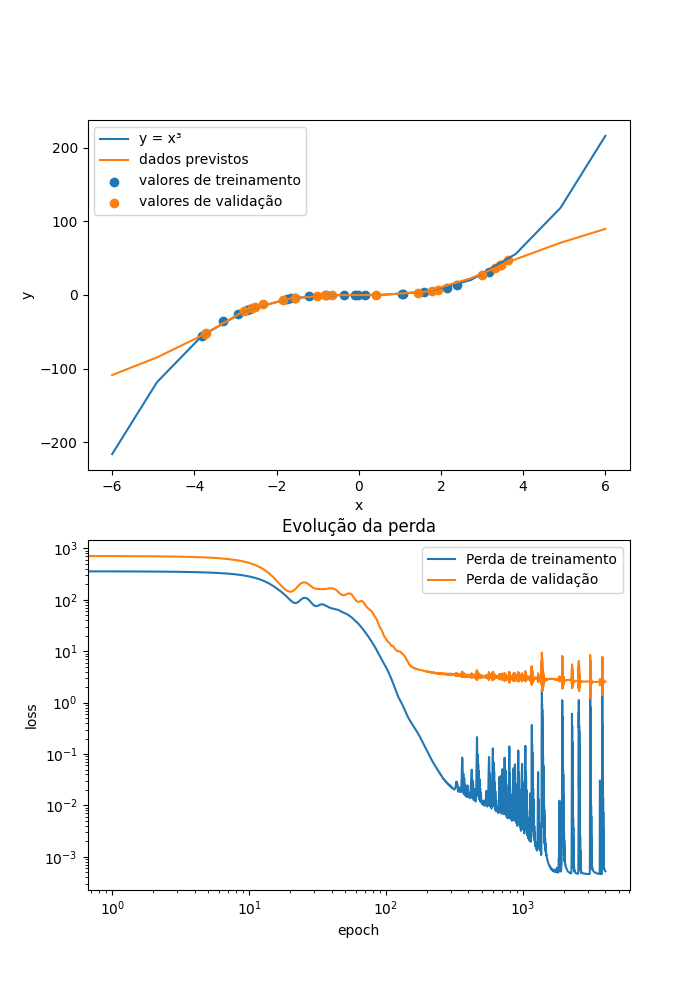 y = x³
dados previstos
valores de treinamento
valores de validação
200
100
0
−100
−200
y
−6 −4 −2 0 2 4 6
x
Evolução da perda
Perda de treinamento
Perda de validação
10³
10²
10¹
10⁰
10⁻¹
10⁻²
10⁻³
loss
10⁰ 10¹ 10² 10³
epoch